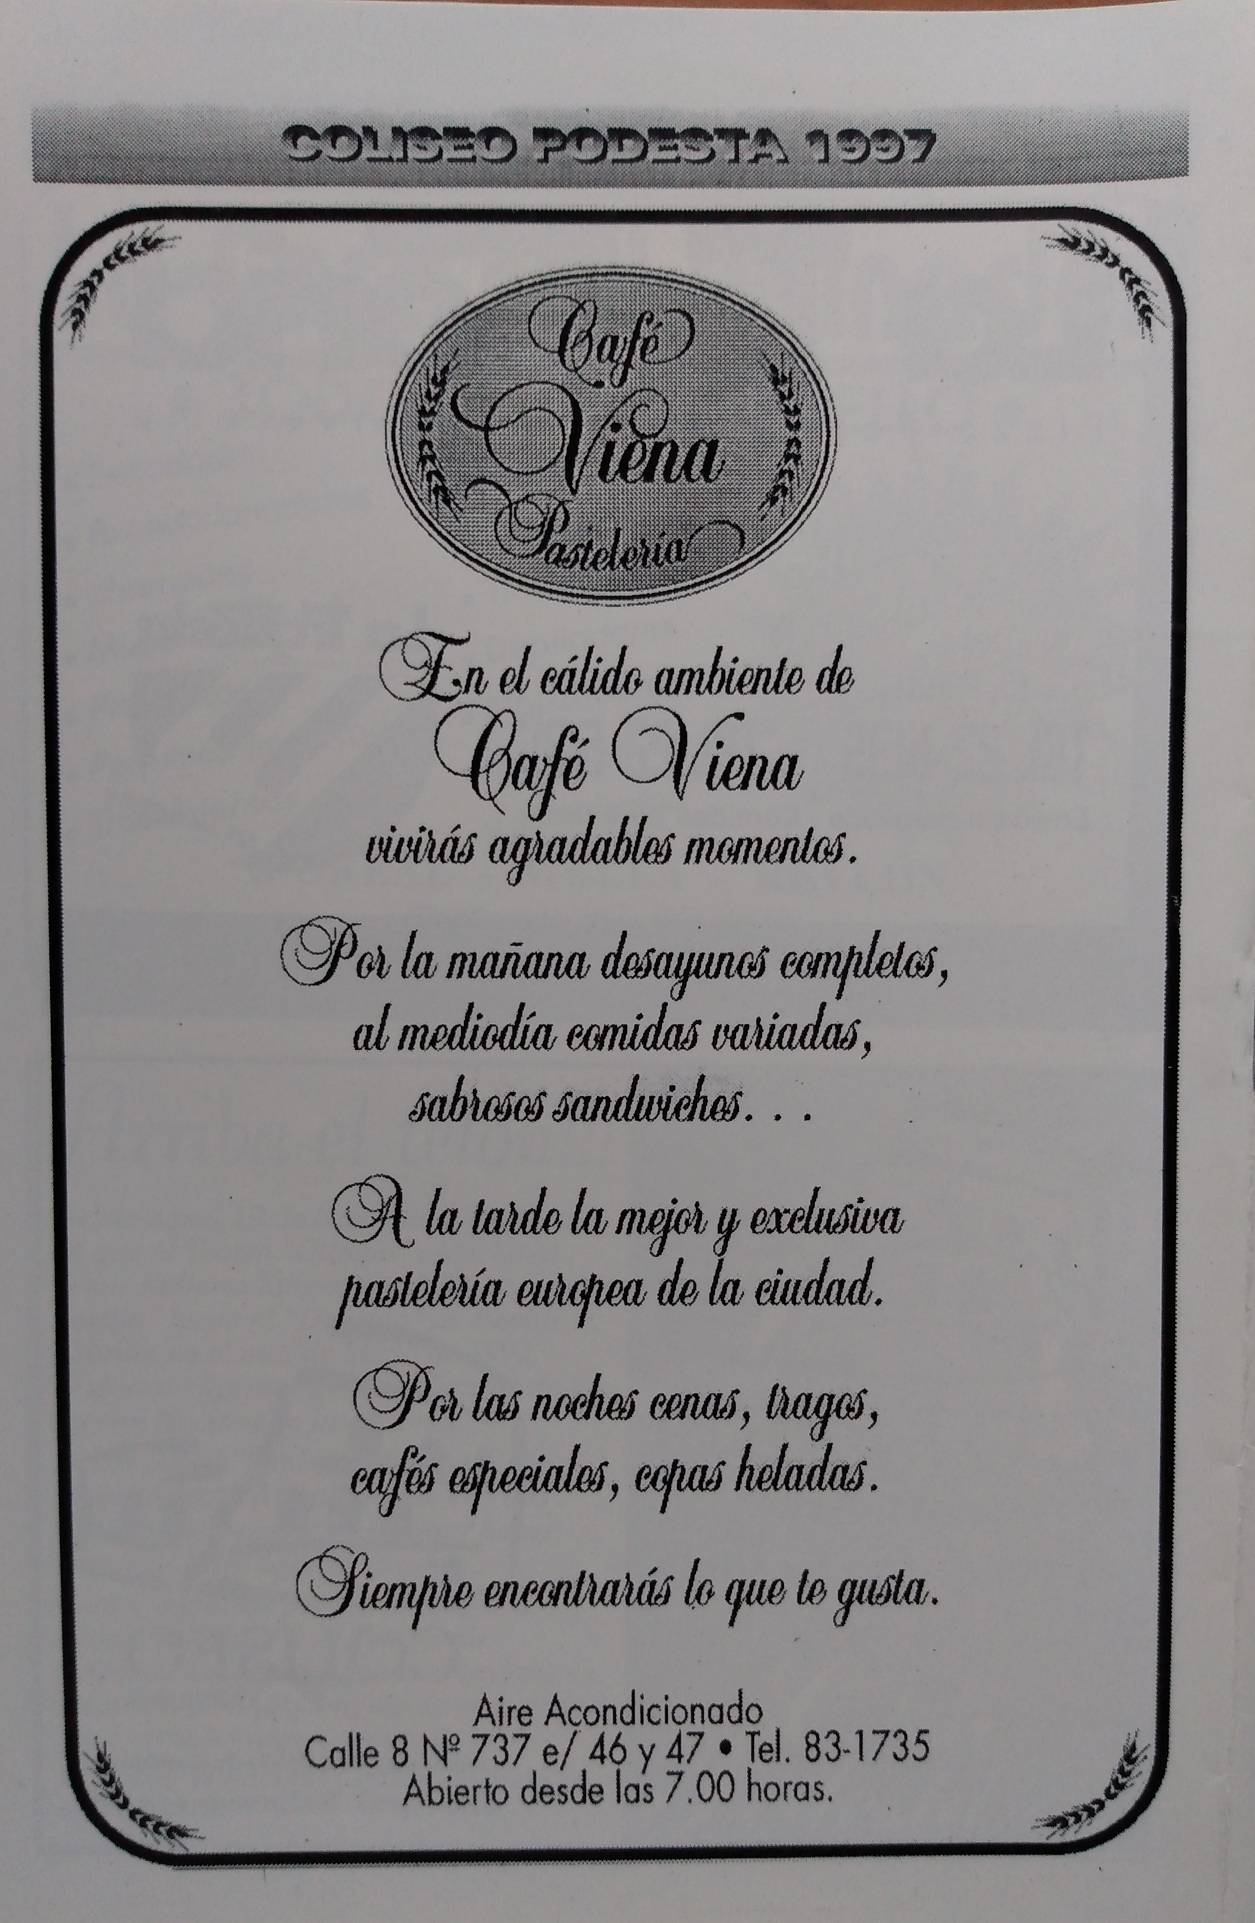 COLISEO PODESTA 1997
Café
Viena
Pastelería
En el cálido ambiente de
Café Viena
vivirás agradables momentos.
Por la mañana desayunos completos,
al mediodía comidas variadas,
sabrosos sandwiches. . .
A la tarde la mejor y exclusiva
pastelería europea de la ciudad.
Por las noches cenas, tragos,
cafés especiales, copas heladas.
Siempre encontrarás lo que te gusta.
Aire Acondicionado
Calle 8 Nº 737 e/ 46 y 47 • Tel. 83-1735
Abierto desde las 7.00 horas.